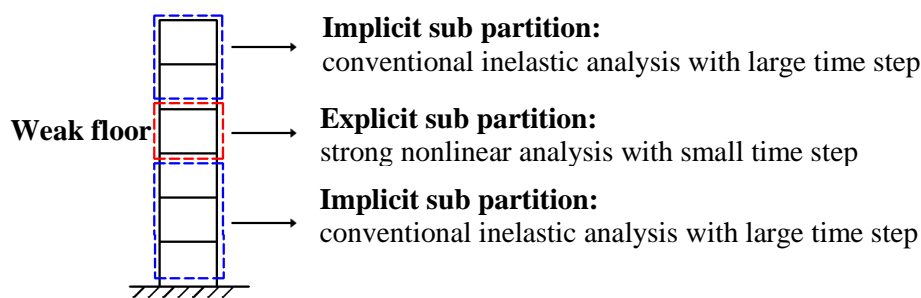 Implicit sub partition:
conventional inelastic analysis with large time step
Weak floor
Explicit sub partition:
strong nonlinear analysis with small time step
Implicit sub partition:
conventional inelastic analysis with large time step